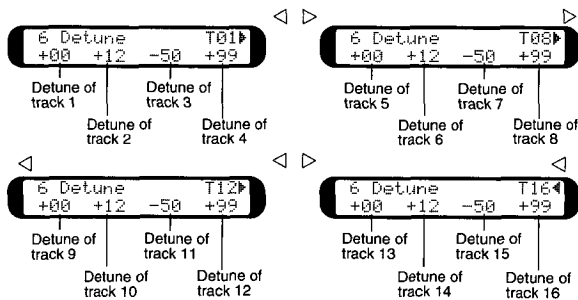 6 Detune T01
+00 +12 -50 +99
Detune of track 1
Detune of track 2
Detune of track 3
Detune of track 4
6 Detune T08
+00 +12 -50 +99
Detune of track 5
Detune of track 6
Detune of track 7
Detune of track 8
6 Detune T12
+00 +12 -50 +99
Detune of track 9
Detune of track 10
Detune of track 11
Detune of track 12
6 Detune T16
+00 +12 -50 +99
Detune of track 13
Detune of track 14
Detune of track 15
Detune of track 16